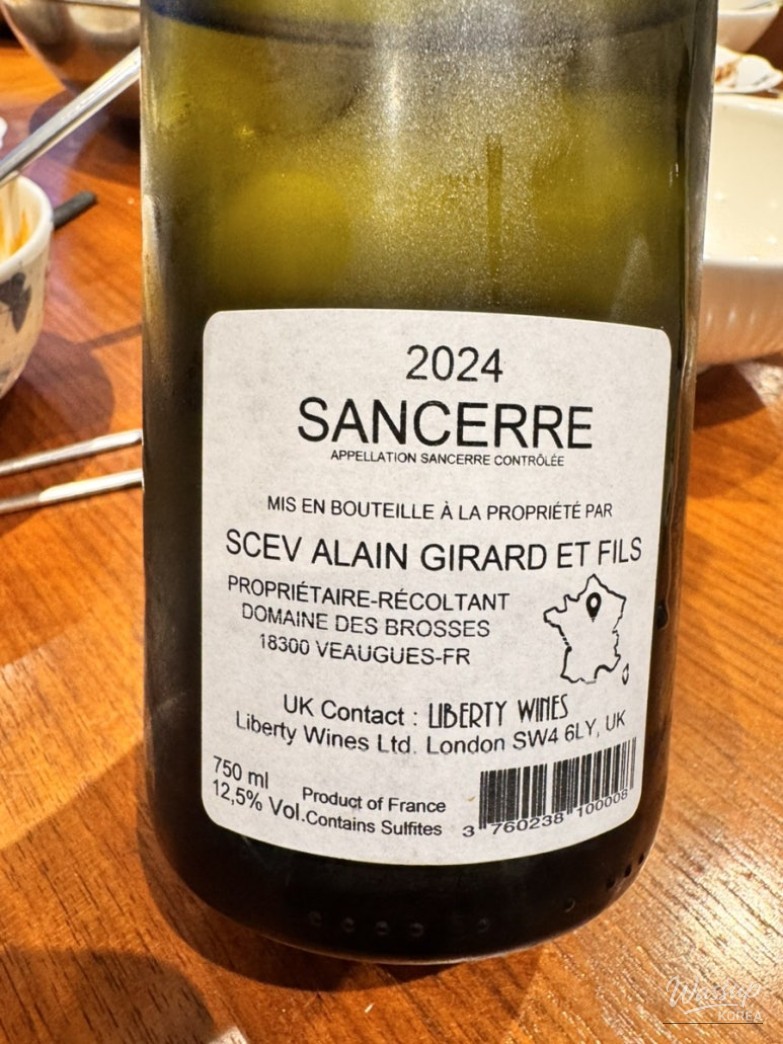 2024
SANCERRE
APPELLATION SANCERRE CONTRÔLÉE
MIS EN BOUTEILLE À LA PROPRIÉTÉ PAR
SCEV ALAIN GIRARD ET FILS
PROPRIÉTAIRE-RÉCOLTANT
DOMAINE DES BROSSES
18300 VEAUGUES-FR
UK Contact : LIBERTY WINES
Liberty Wines Ltd. London SW4 6LY, UK
750 ml
12,5% Vol.
Product of France
Contains Sulfites
3 760238 100008
KOREA